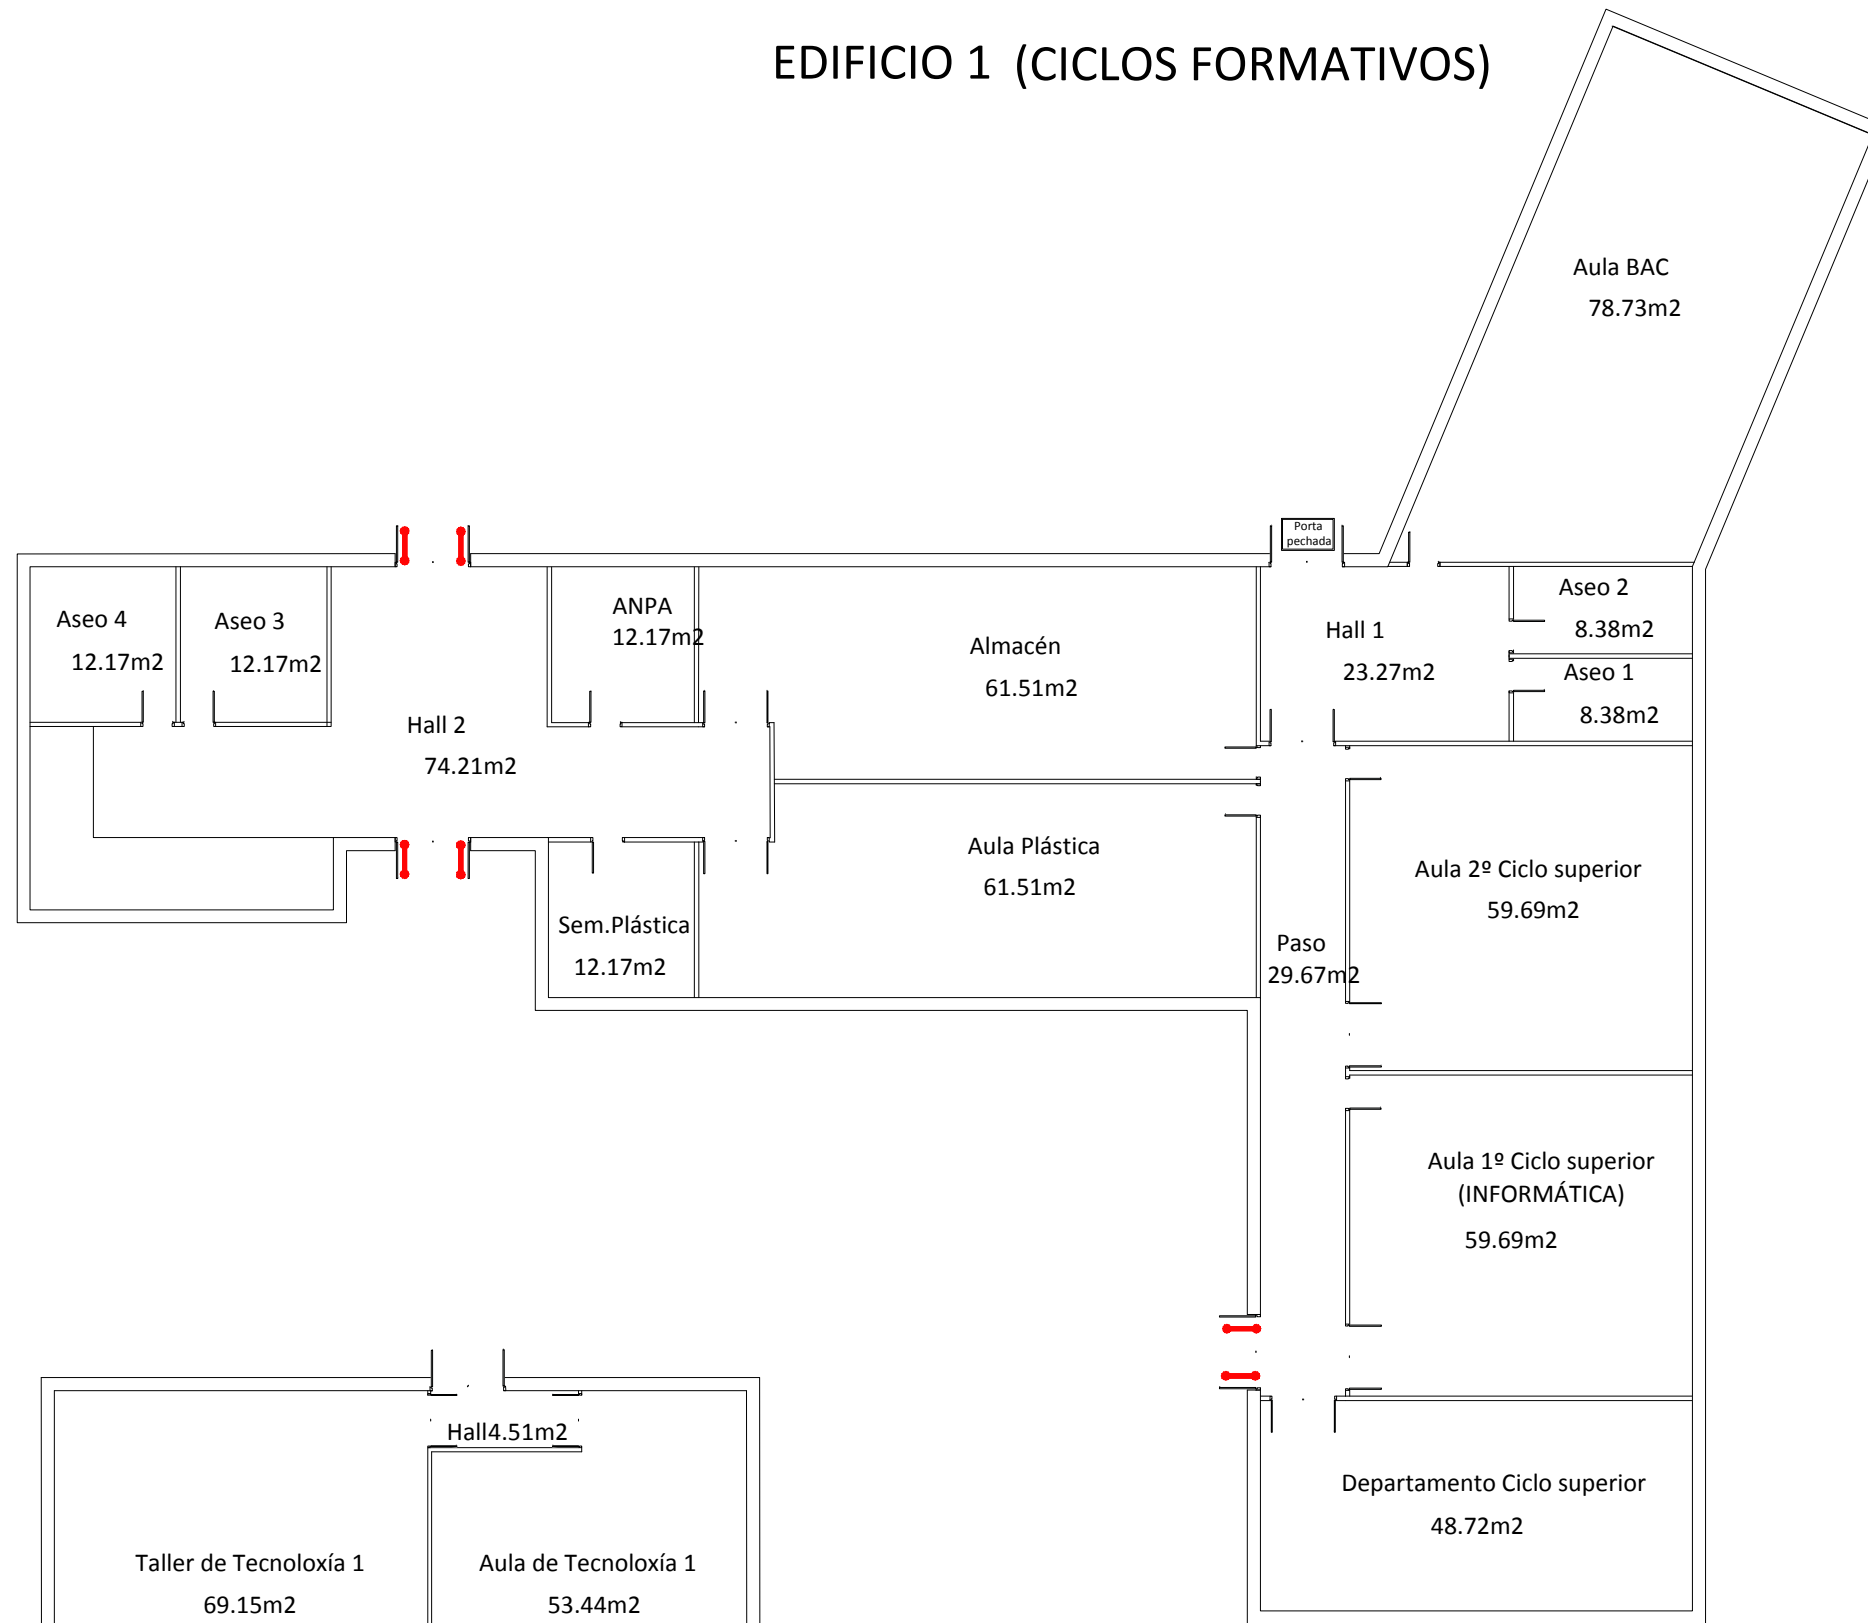 EDIFICIO 1 (CICLOS FORMATIVOS)
Aula BAC
78.73m2
Porta
pechada
Aseo 4
12.17m2
Aseo 3
12.17m2
ANPA
12.17m2
Almacén
61.51m2
Hall 1
23.27m2
Aseo 2
8.38m2
Aseo 1
8.38m2
Hall 2
74.21m2
Aula Plástica
61.51m2
Aula 2º Ciclo superior
59.69m2
Sem.Plástica
12.17m2
Paso
29.67m2
Aula 1º Ciclo superior
(INFORMÁTICA)
59.69m2
Hall4.51m2
Departamento Ciclo superior
48.72m2
Taller de Tecnoloxía 1
69.15m2
Aula de Tecnoloxía 1
53.44m2